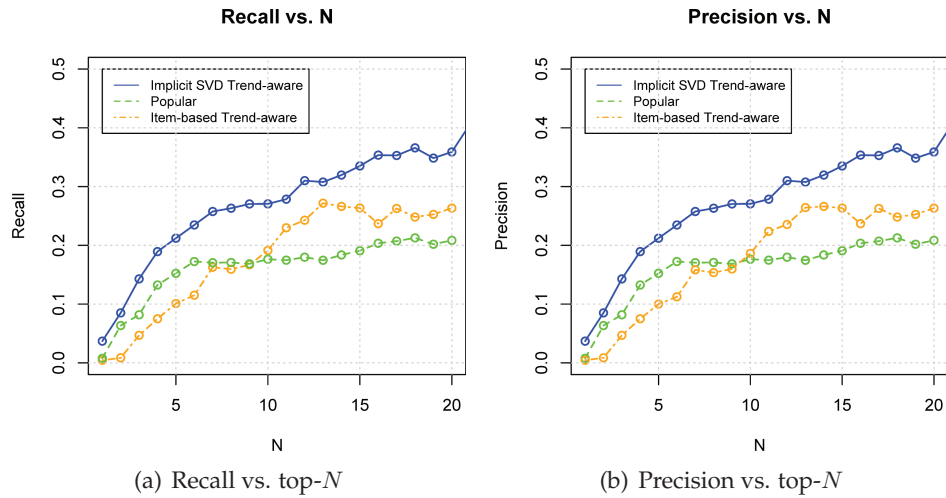 Recall vs. N
Recall
0.5
0.4
0.3
0.2
0.1
0.0
Implicit SVD Trend-aware
Popular
Item-based Trend-aware
5 10 15 20
N
(a) Recall vs. top-N
Precision vs. N
Precision
0.5
0.4
0.3
0.2
0.1
0.0
Implicit SVD Trend-aware
Popular
Item-based Trend-aware
5 10 15 20
N
(b) Precision vs. top-N